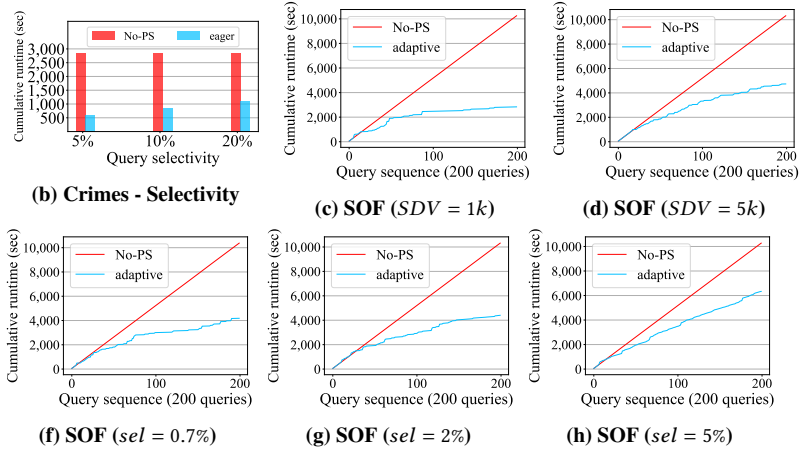 Cumulative runtime (sec)
3,000
2,500
2,000
1,500
1,000
500
No-PS
eager
5%
10%
20%
Query selectivity
(b) Crimes - Selectivity
Cumulative runtime (sec)
10,000
8,000
6,000
4,000
2,000
0
No-PS
adaptive
0
100
200
Query sequence (200 queries)
(c) SOF (SDV = 1k)
Cumulative runtime (sec)
10,000
8,000
6,000
4,000
2,000
0
No-PS
adaptive
0
100
200
Query sequence (200 queries)
(d) SOF (SDV = 5k)
Cumulative runtime (sec)
10,000
8,000
6,000
4,000
2,000
0
No-PS
adaptive
0
100
200
Query sequence (200 queries)
(f) SOF (sel = 0.7%)
Cumulative runtime (sec)
10,000
8,000
6,000
4,000
2,000
0
No-PS
adaptive
0
100
200
Query sequence (200 queries)
(g) SOF (sel = 2%)
Cumulative runtime (sec)
10,000
8,000
6,000
4,000
2,000
0
No-PS
adaptive
0
100
200
Query sequence (200 queries)
(h) SOF (sel = 5%)